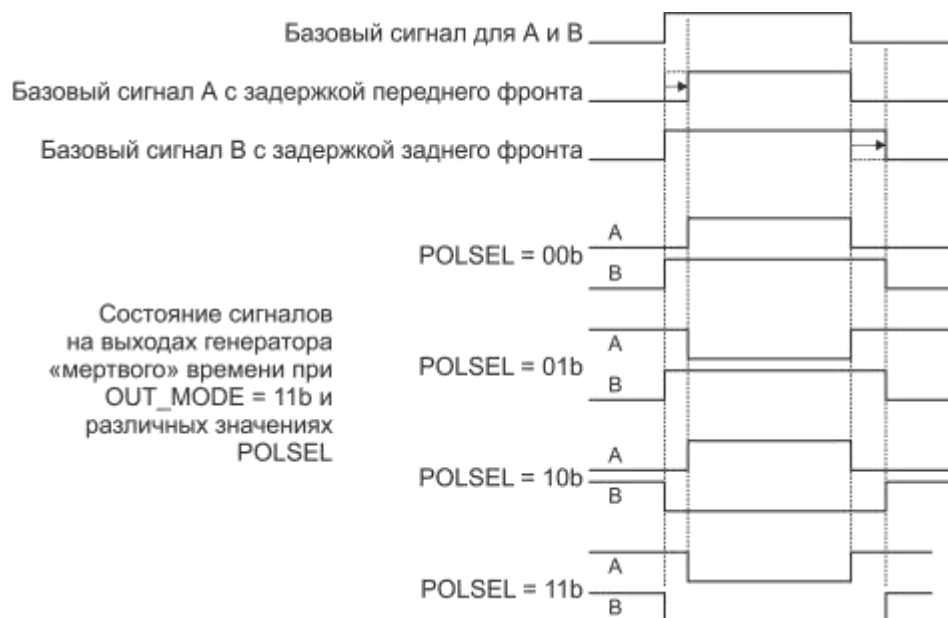 Базовый сигнал для А и В
Базовый сигнал А с задержкой переднего фронта
Базовый сигнал В с задержкой заднего фронта
A
POLSEL = 00b
B
Состояние сигналов
на выходах генератора
«мертвого» времени при
OUT_MODE = 11b и
различных значениях
POLSEL
A
POLSEL = 01b
B
A
POLSEL = 10b
B
A
POLSEL = 11b
B